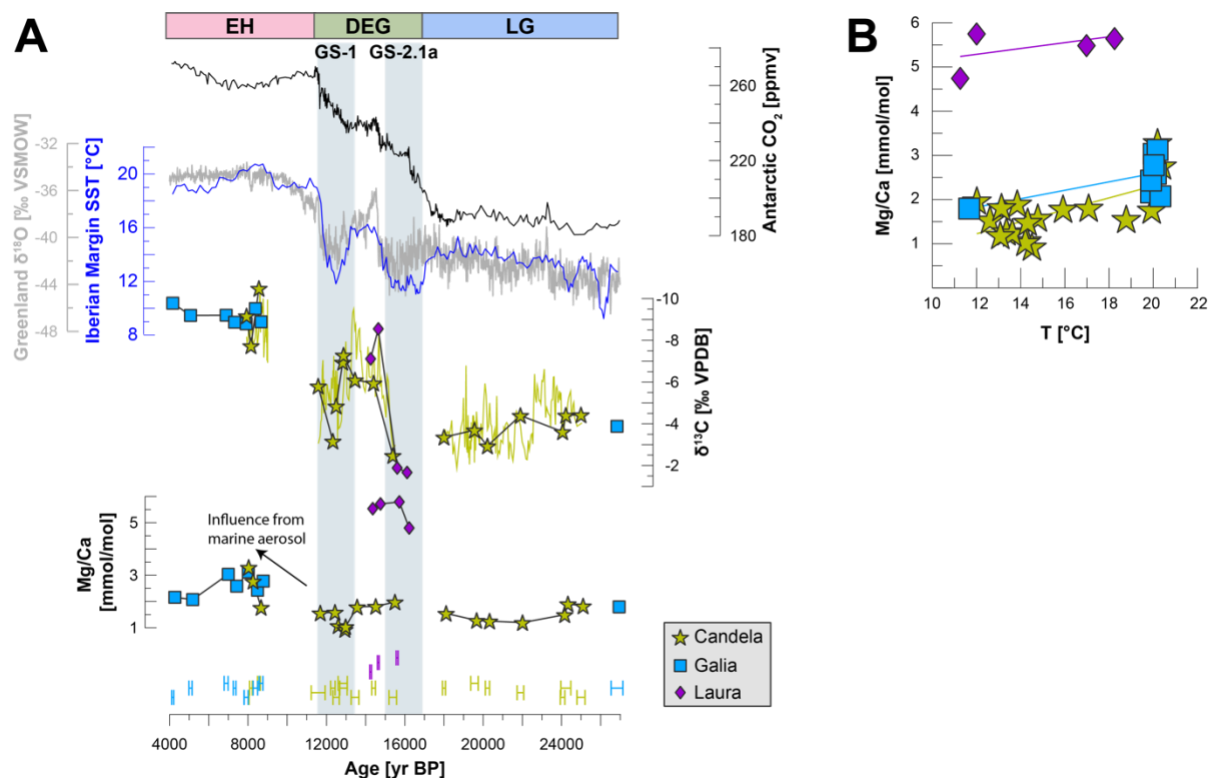 A
EH
DEG
LG
GS-1
GS-2.1a
260
220
180
Antarctic CO2 [ppmv]
-32
-36
-40
-44
-48
Greenland δ18O [‰ VSMOW]
20
16
12
8
Iberian Margin SST [°C]
-10
-8
-6
-4
-2
δ13C [‰ VPDB]
5
3
1
Mg/Ca
[mmol/mol]
Influence from
marine aerosol
4000
8000
12000
16000
20000
24000
Age [yr BP]
Candela
Galia
Laura
B
6
5
4
3
2
1
Mg/Ca [mmol/mol]
10
12
14
16
18
20
22
T [°C]